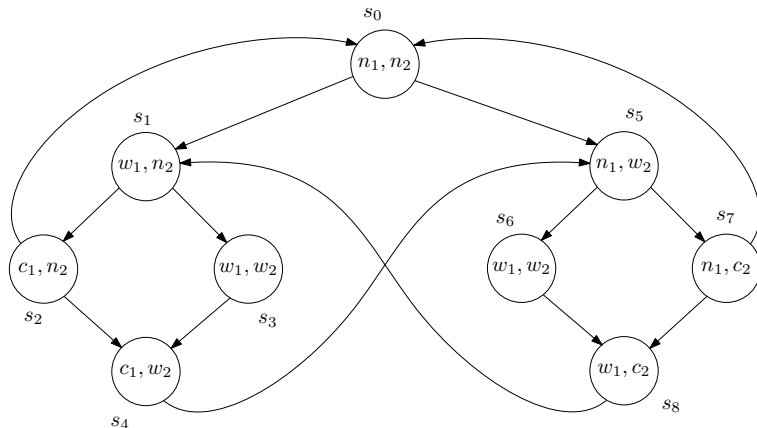 s₀
n₁, n₂
s₁
s₅
w₁, n₂
n₁, w₂
s₆
s₇
c₁, n₂
w₁, w₂
w₁, w₂
n₁, c₂
s₂
s₃
c₁, w₂
w₁, c₂
s₄
s₈